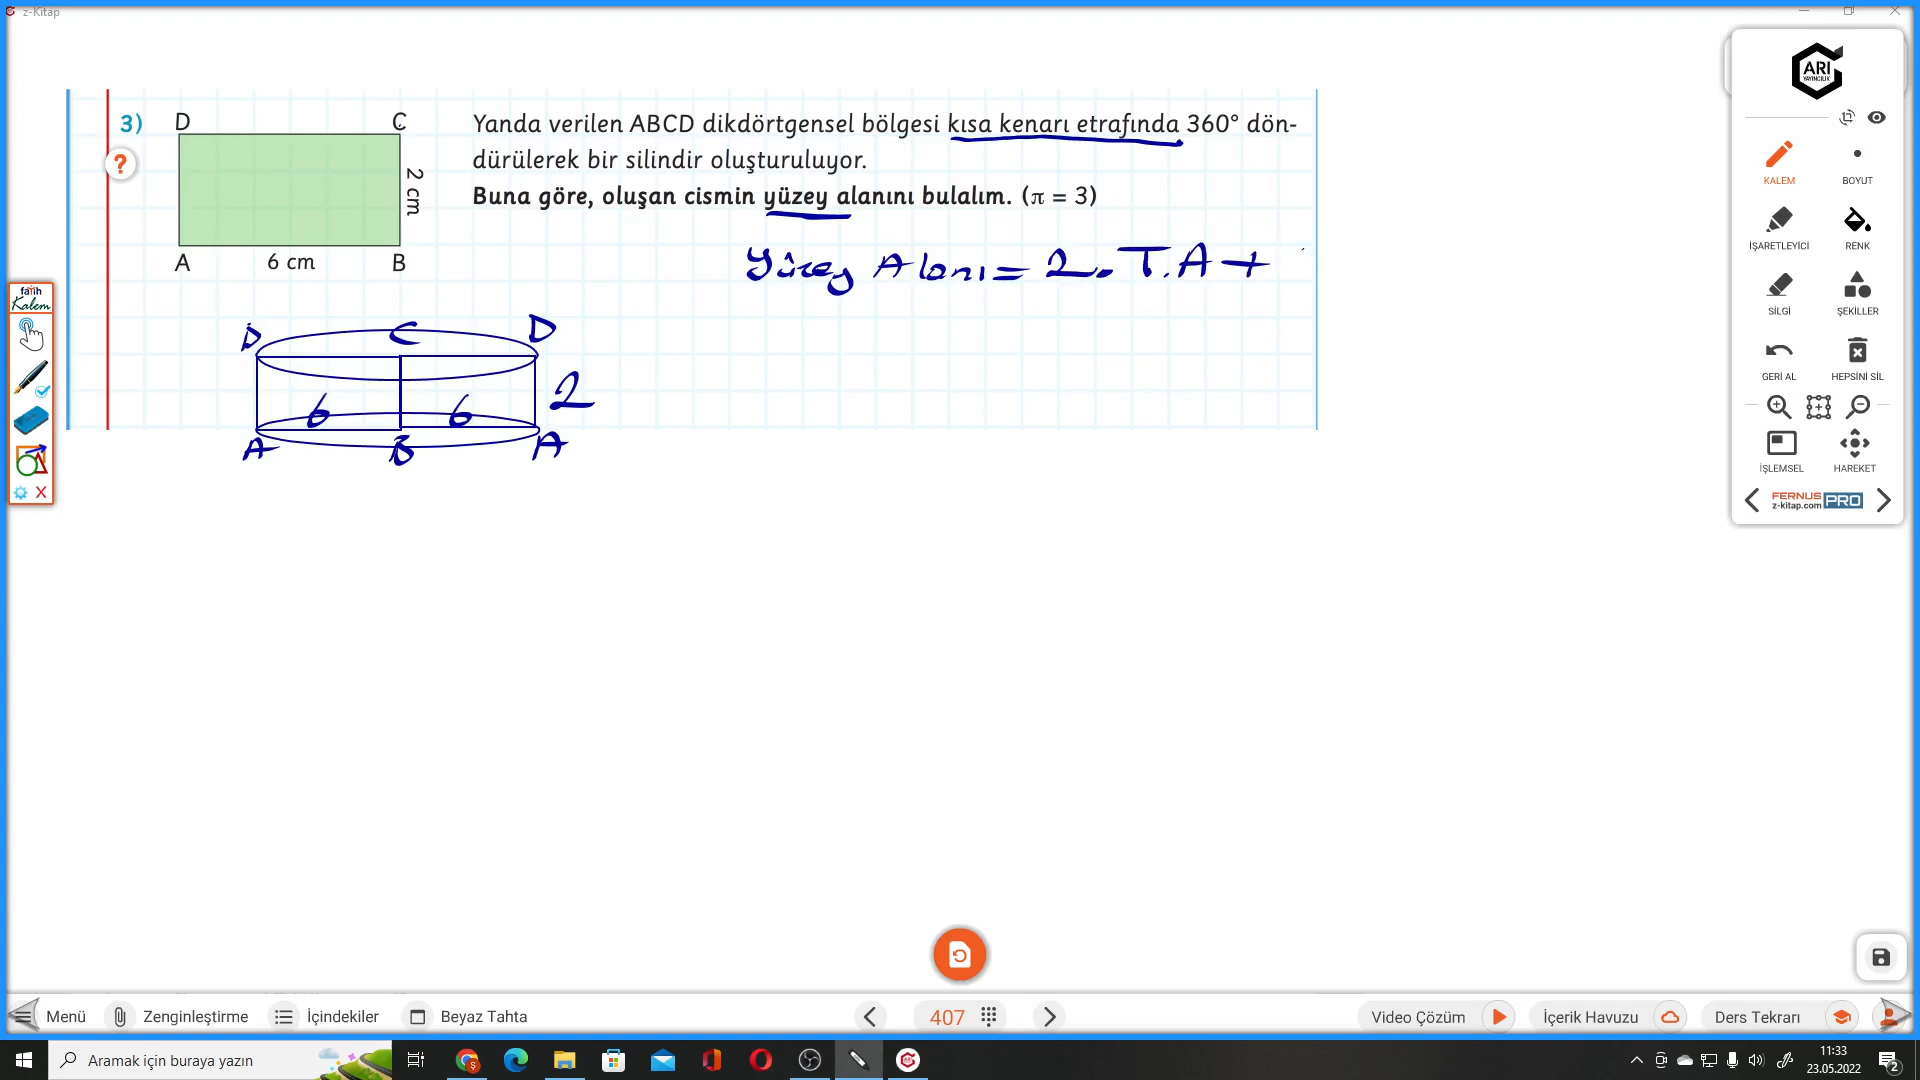 z-Kitap
3)
D
C
Yanda verilen ABCD dikdörtgensel bölgesi kısa kenarı etrafında 360° dön-
dürülerek bir silindir oluşturuluyor.
Buna göre, oluşan cismin yüzey alanını bulalım. (π = 3)
?
2 cm
A
6 cm
B
Yüzey Alanı = 2. T.A +
D
C
D
6
6
2
A
B
A
fatih
Kalem
X
ARI
YAYINCILIK
KALEM
BOYUT
İŞARETLEYİCİ
RENK
SİLGİ
ŞEKİLLER
GERİ AL
HEPSİNİ SİL
İŞLEMSEL
HAREKET
FERNUS
z-kitap.com
PRO
Menü
Zenginleştirme
İçindekiler
Beyaz Tahta
407
Video Çözüm
İçerik Havuzu
Ders Tekrarı
Aramak için buraya yazın
11:33
23.05.2022
2